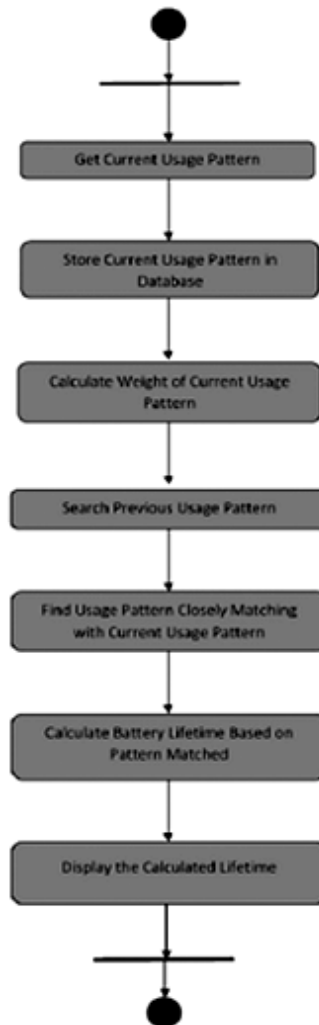 Get Current Usage Pattern
Store Current Usage Pattern in
Database
Calculate Weight of Current Usage
Pattern
Search Previous Usage Pattern
Find Usage Pattern Closely Matching
with Current Usage Pattern
Calculate Battery Lifetime Based on
Pattern Matched
Display the Calculated Lifetime